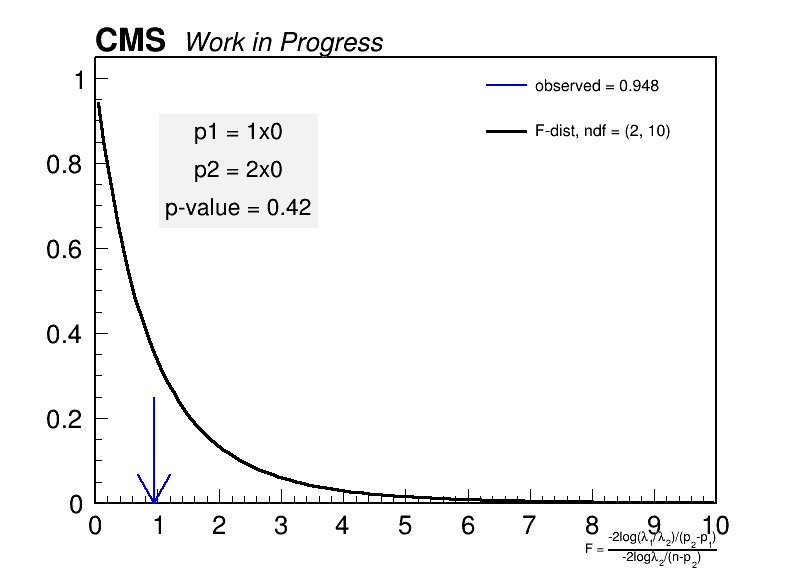 CMS Work in Progress
1
observed = 0.948
F-dist, ndf = (2, 10)
p1 = 1x0
p2 = 2x0
p-value = 0.42
0.8
0.6
0.4
0.2
0
0 1 2 3 4 5 6 7 8 9 10
F = -2log(λ1/λ2)/(p2-p1)
-2logλ2/(n-p2)